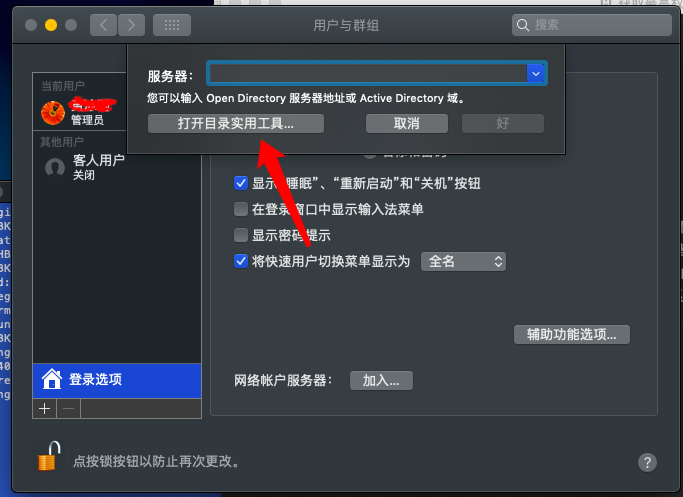 用户与群组
搜索
服务器：
您可以输入 Open Directory 服务器地址或 Active Directory 域。
打开目录实用工具...
取消
好
当前用户
管理员
其他用户
客人用户
关闭
显示“睡眠”、“重新启动”和“关机”按钮
在登录窗口中显示输入法菜单
显示密码提示
将快速用户切换菜单显示为
全名
辅助功能选项...
登录选项
网络帐户服务器：
加入...
点按锁按钮以防止再次更改。
?